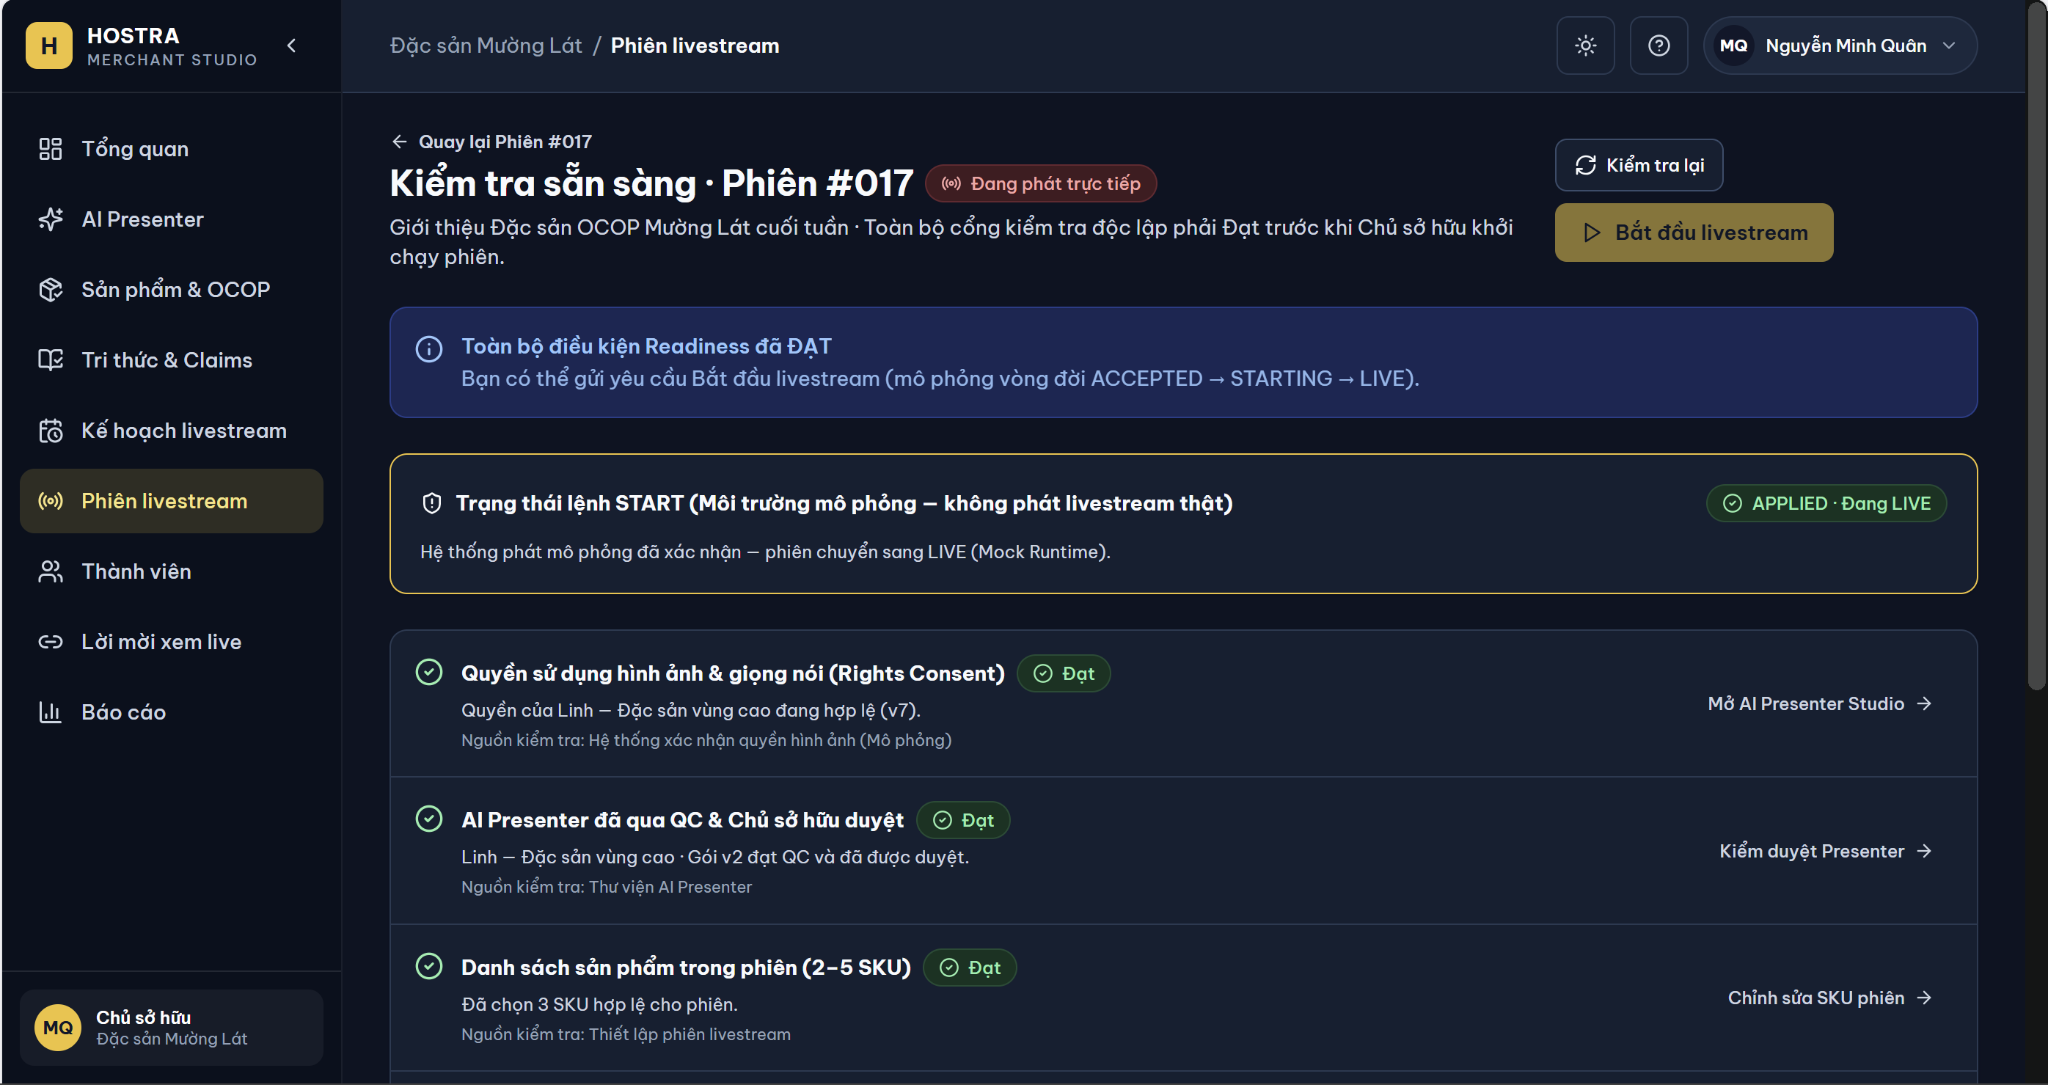 H
HOSTRA
MERCHANT STUDIO
Đặc sản Mường Lát / Phiên livestream
MQ Nguyễn Minh Quân
Tổng quan
AI Presenter
Sản phẩm & OCOP
Tri thức & Claims
Kế hoạch livestream
Phiên livestream
Thành viên
Lời mời xem live
Báo cáo
MQ
Chủ sở hữu
Đặc sản Mường Lát
Quay lại Phiên #017
Kiểm tra sẵn sàng · Phiên #017
Đang phát trực tiếp
Giới thiệu Đặc sản OCOP Mường Lát cuối tuần · Toàn bộ cổng kiểm tra độc lập phải Đạt trước khi Chủ sở hữu khởi
chạy phiên.
Kiểm tra lại
Bắt đầu livestream
Toàn bộ điều kiện Readiness đã ĐẠT
Bạn có thể gửi yêu cầu Bắt đầu livestream (mô phỏng vòng đời ACCEPTED → STARTING → LIVE).
Trạng thái lệnh START (Môi trường mô phỏng — không phát livestream thật)
APPLIED · Đang LIVE
Hệ thống phát mô phỏng đã xác nhận — phiên chuyển sang LIVE (Mock Runtime).
Quyền sử dụng hình ảnh & giọng nói (Rights Consent)
Đạt
Quyền của Linh — Đặc sản vùng cao đang hợp lệ (v7).
Nguồn kiểm tra: Hệ thống xác nhận quyền hình ảnh (Mô phỏng)
Mở AI Presenter Studio →
AI Presenter đã qua QC & Chủ sở hữu duyệt
Đạt
Linh — Đặc sản vùng cao · Gói v2 đạt QC và đã được duyệt.
Nguồn kiểm tra: Thư viện AI Presenter
Kiểm duyệt Presenter →
Danh sách sản phẩm trong phiên (2–5 SKU)
Đạt
Đã chọn 3 SKU hợp lệ cho phiên.
Nguồn kiểm tra: Thiết lập phiên livestream
Chỉnh sửa SKU phiên →